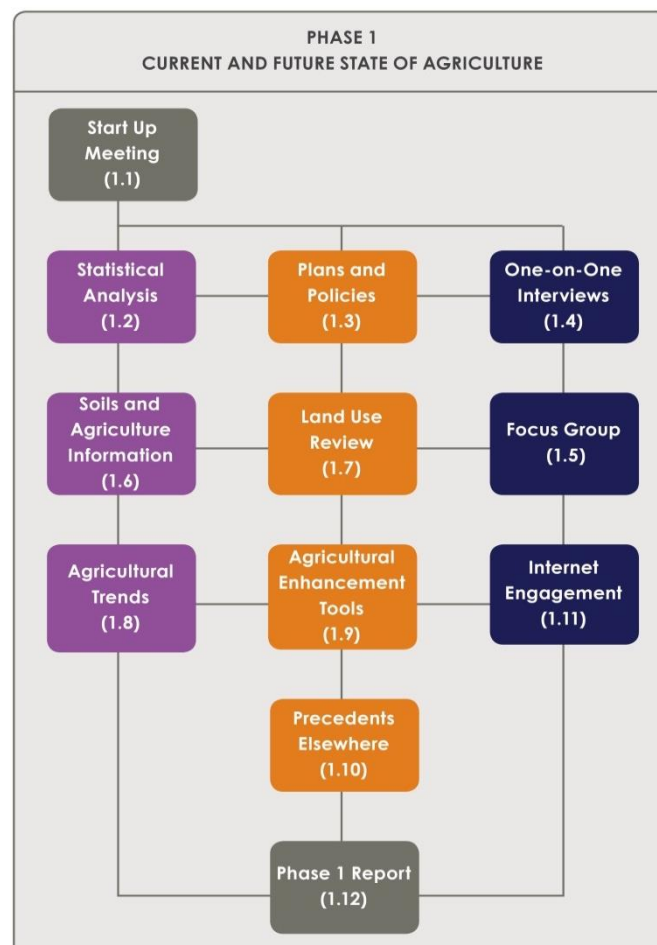 PHASE 1
CURRENT AND FUTURE STATE OF AGRICULTURE
Start Up
Meeting
(1.1)
Statistical
Analysis
(1.2)
Plans and
Policies
(1.3)
One-on-One
Interviews
(1.4)
Soils and
Agriculture
Information
(1.6)
Land Use
Review
(1.7)
Focus Group
(1.5)
Agricultural
Trends
(1.8)
Agricultural
Enhancement
Tools
(1.9)
Internet
Engagement
(1.11)
Precedents
Elsewhere
(1.10)
Phase 1 Report
(1.12)